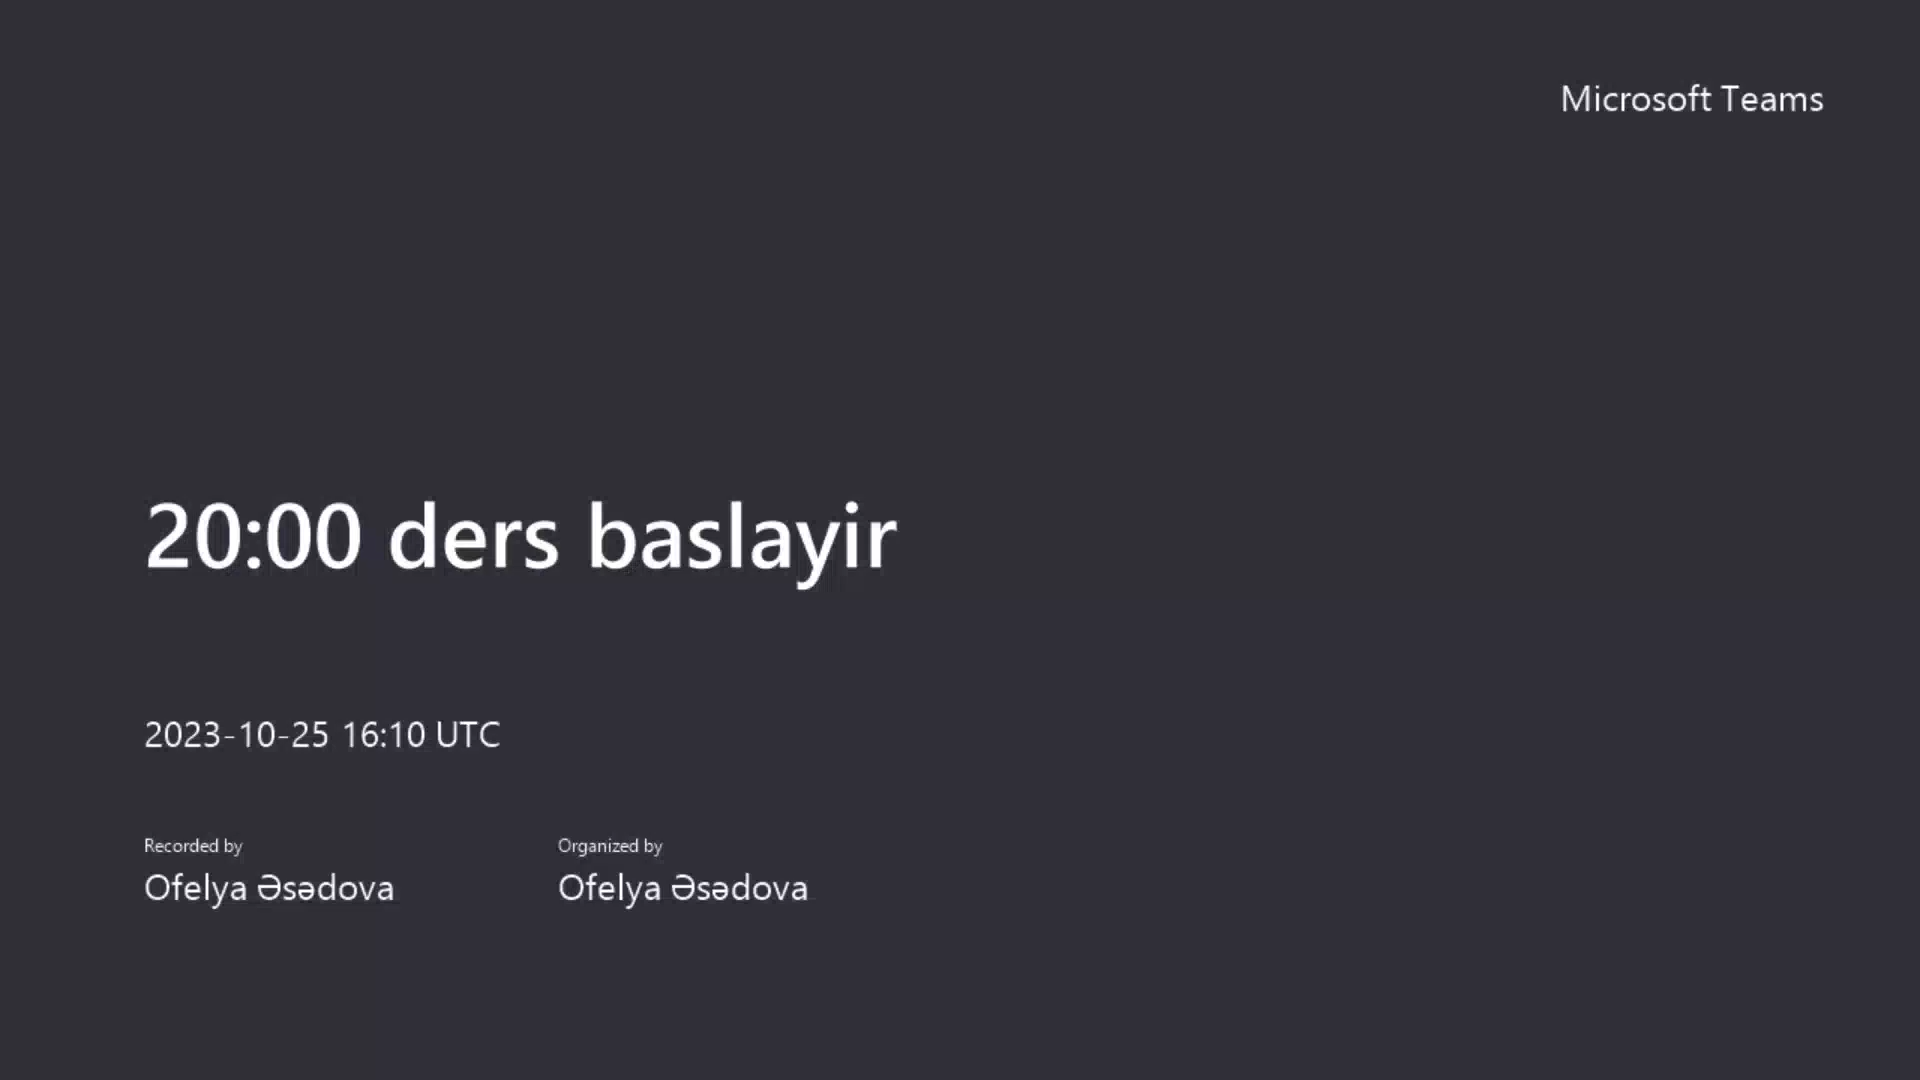 Microsoft Teams
20:00 ders baslayir
2023-10-25 16:10 UTC
Recorded by
Ofelya Əsədova
Organized by
Ofelya Əsədova